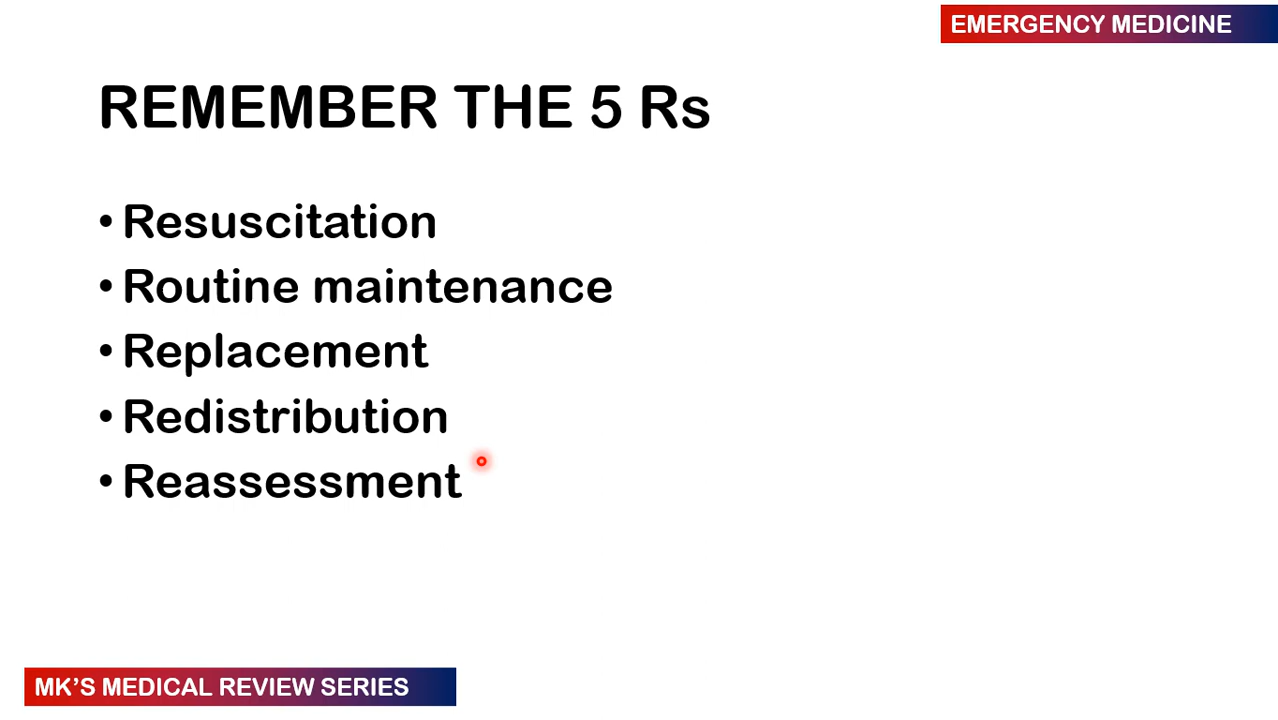 EMERGENCY MEDICINE
REMEMBER THE 5 Rs
• Resuscitation
• Routine maintenance
• Replacement
• Redistribution
• Reassessment
MK’S MEDICAL REVIEW SERIES